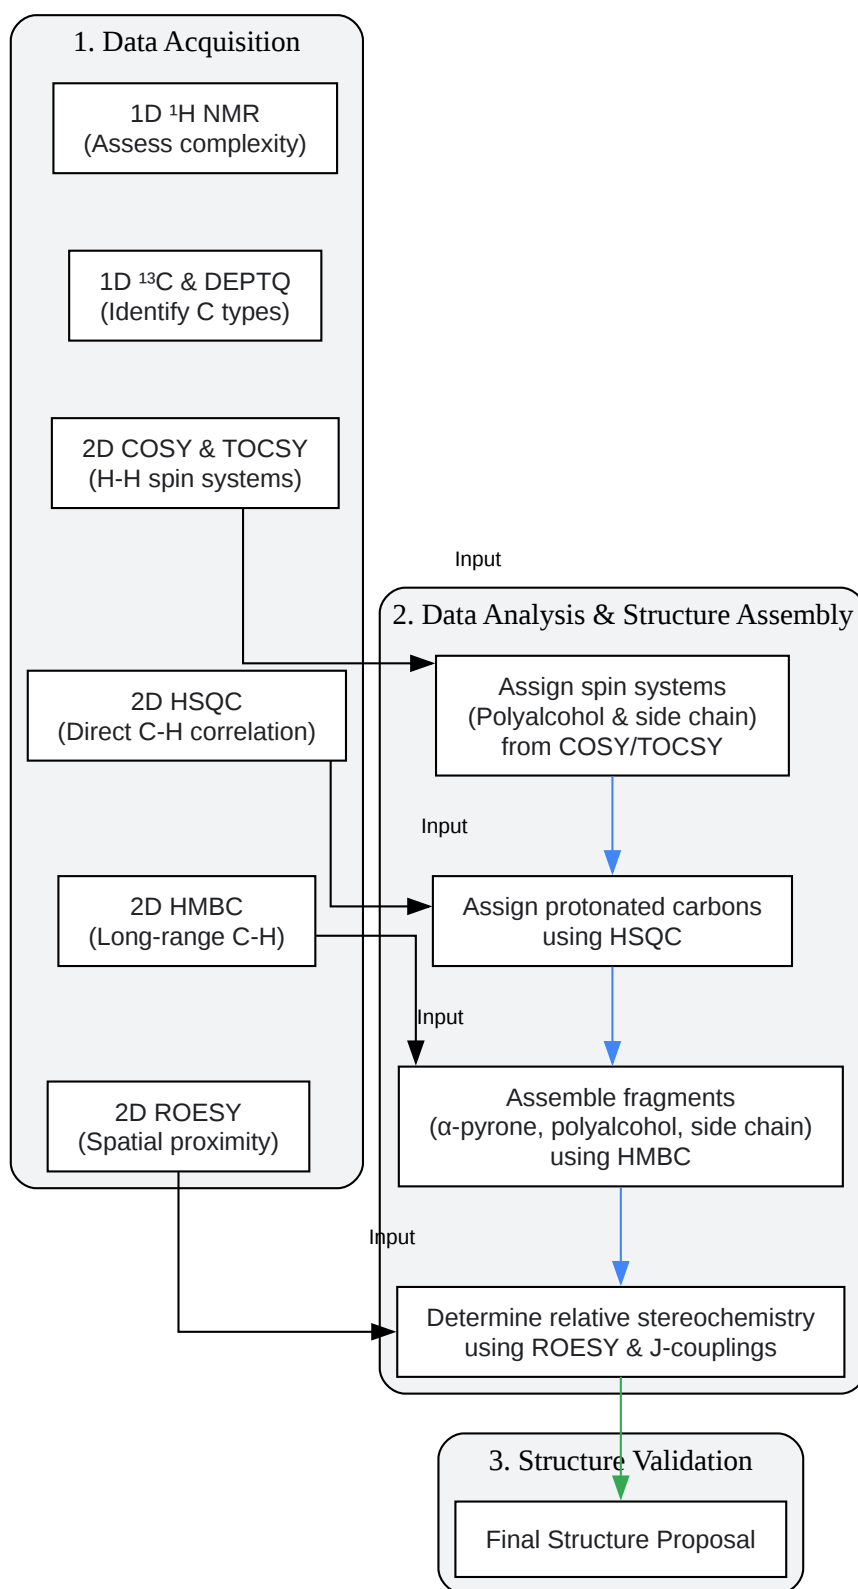 1. Data Acquisition
1D ¹H NMR
(Assess complexity)
1D ¹³C & DEPTQ
(Identify C types)
2D COSY & TOCSY
(H-H spin systems)
2D HSQC
(Direct C-H correlation)
2D HMBC
(Long-range C-H)
2D ROESY
(Spatial proximity)
Input
2. Data Analysis & Structure Assembly
Assign spin systems
(Polyalcohol & side chain)
from COSY/TOCSY
Input
Assign protonated carbons
using HSQC
Input
Assemble fragments
(α-pyrone, polyalcohol, side chain)
using HMBC
Input
Determine relative stereochemistry
using ROESY & J-couplings
3. Structure Validation
Final Structure Proposal